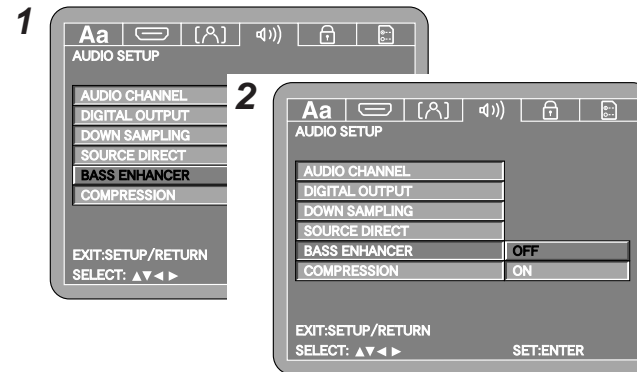 1
Aa
AUDIO SETUP
AUDIO CHANNEL
DIGITAL OUTPUT
DOWN SAMPLING
SOURCE DIRECT
BASS ENHANCER
COMPRESSION
EXIT:SETUP/RETURN
SELECT: ▲▼◄►
2
Aa
AUDIO SETUP
AUDIO CHANNEL
DIGITAL OUTPUT
DOWN SAMPLING
SOURCE DIRECT
BASS ENHANCER OFF
COMPRESSION ON
EXIT:SETUP/RETURN
SELECT: ▲▼◄► SET:ENTER